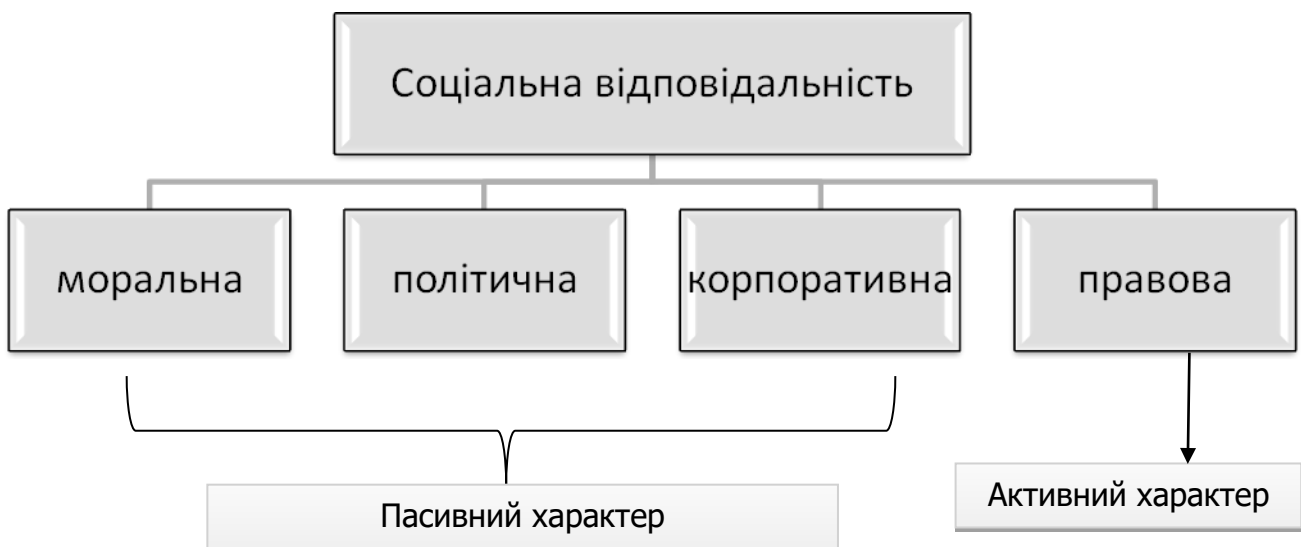 Соціальна відповідальність
моральна
політична
корпоративна
правова
Пасивний характер
Активний характер